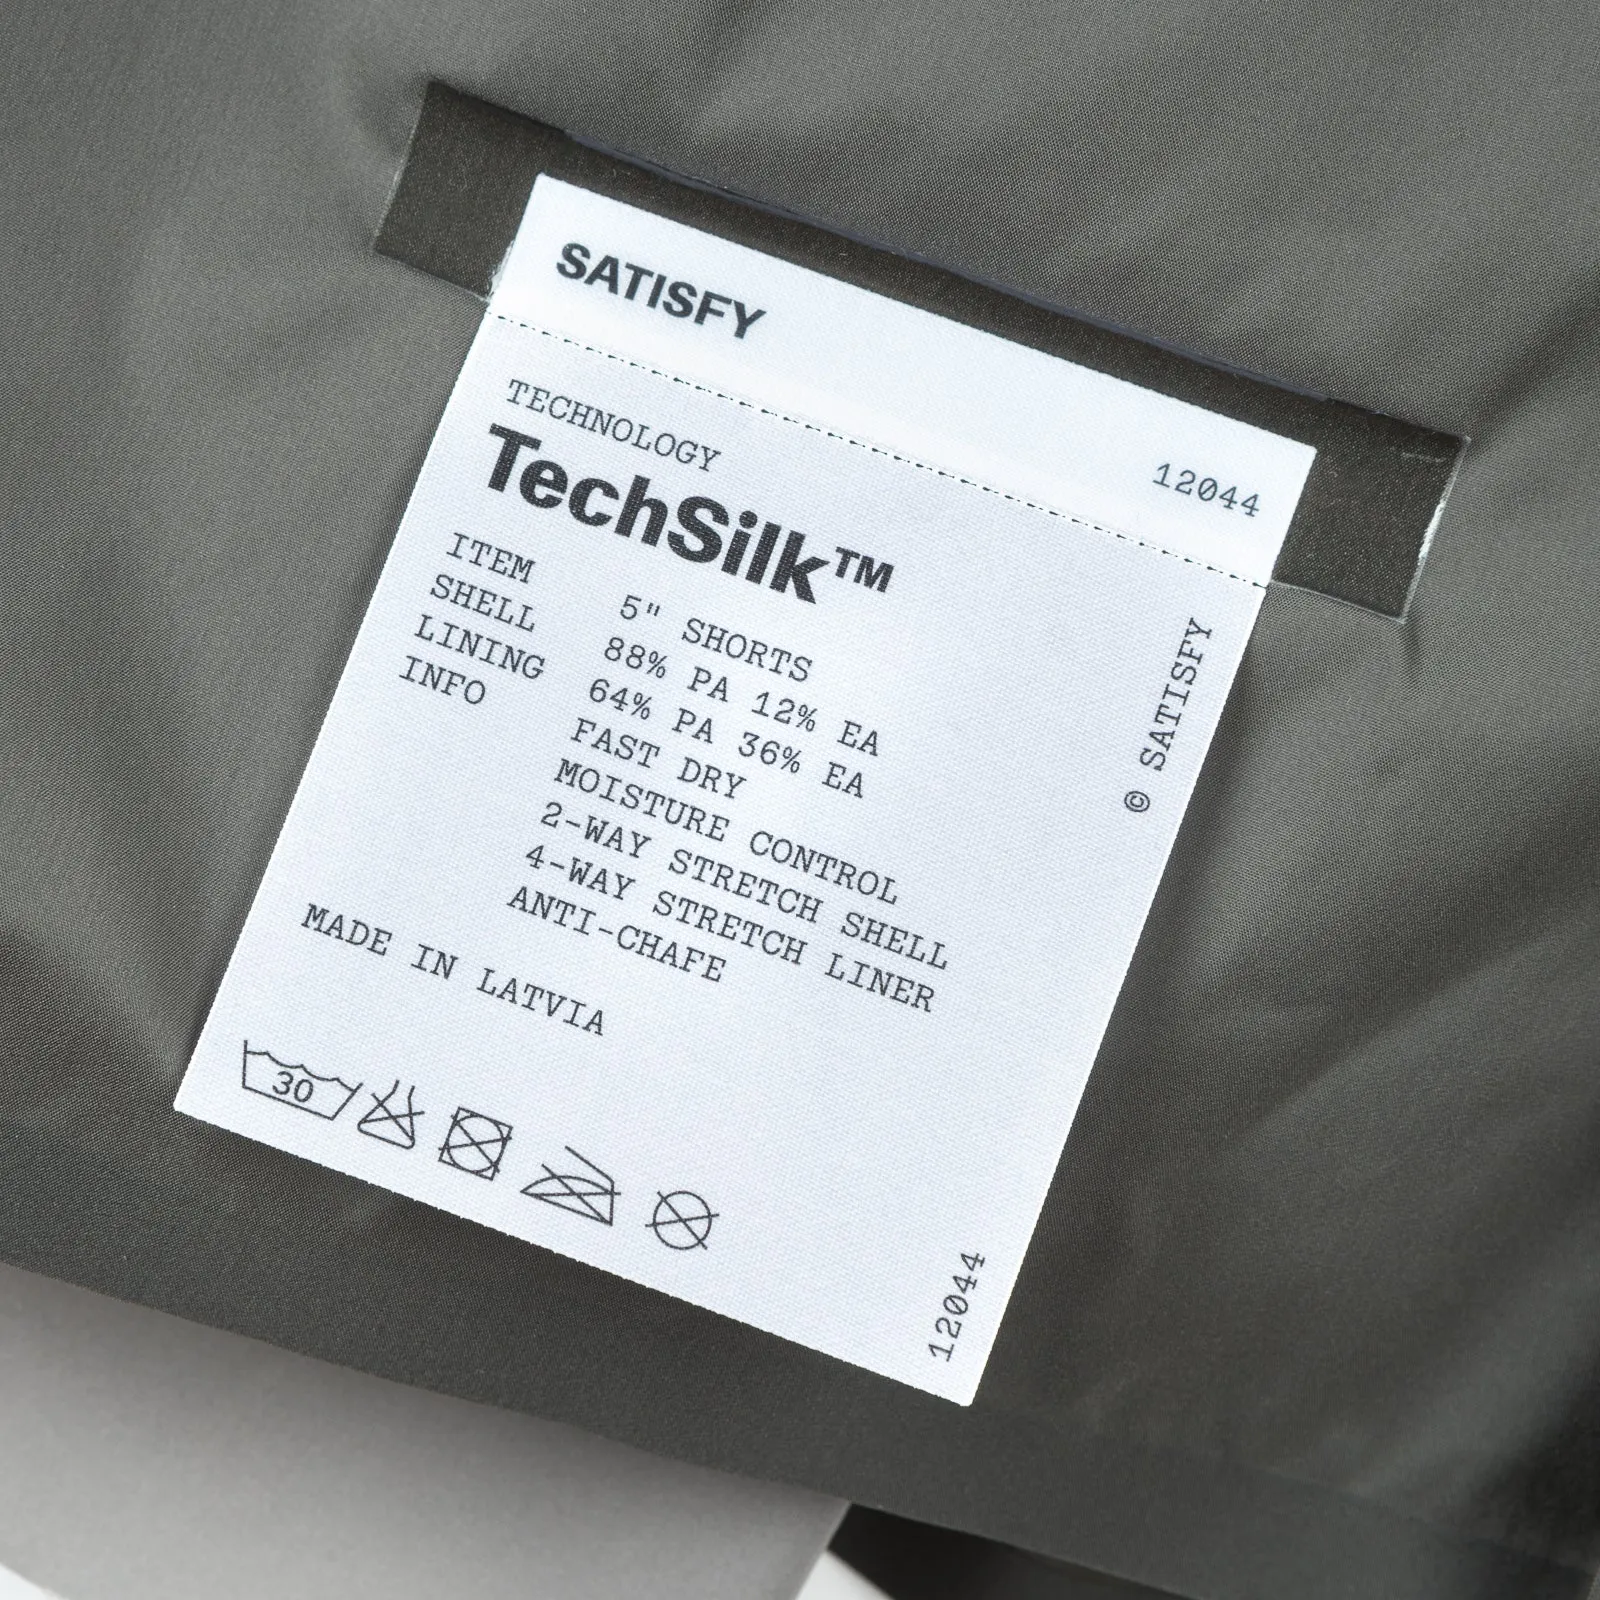 SATISFY
12044
TECHNOLOGY
TechSilk™
ITEM 5" SHORTS
SHELL 88% PA 12% EA
LINING 64% PA 36% EA
INFO FAST DRY
MOISTURE CONTROL
2-WAY STRETCH SHELL
4-WAY STRETCH LINER
ANTI-CHAFE
MADE IN LATVIA
30
© SATISFY
12044